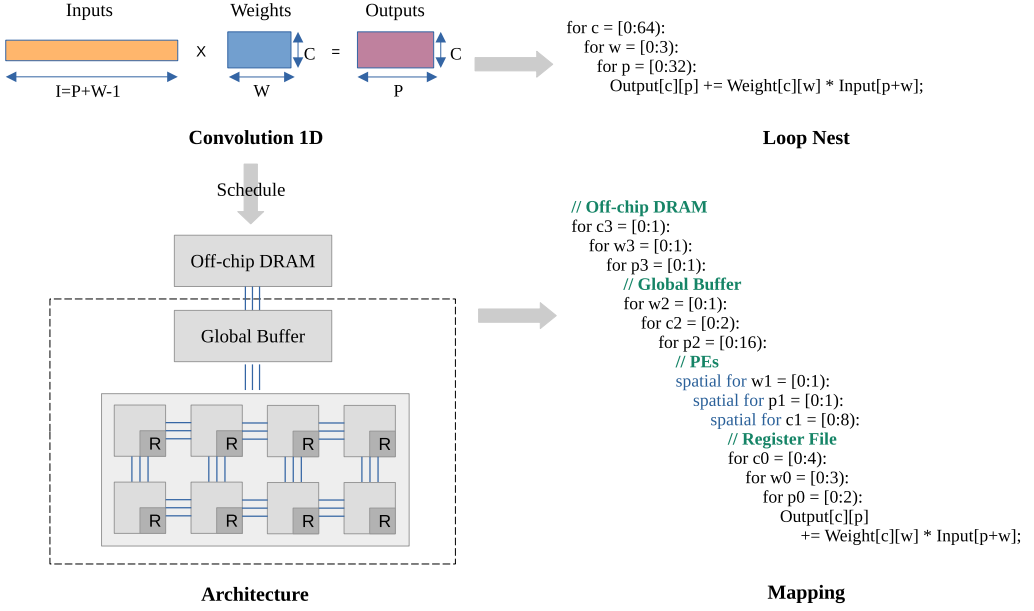 Inputs
Weights
Outputs
x
C
=
C
I=P+W-1
W
P
Convolution 1D
for c = [0:64):
for w = [0:3):
for p = [0:32):
Output[c][p] += Weight[c][w] * Input[p+w];
Loop Nest
Schedule
Off-chip DRAM
Global Buffer
R
R
R
R
R
R
R
R
Architecture
// Off-chip DRAM
for c3 = [0:1):
for w3 = [0:1):
for p3 = [0:1):
// Global Buffer
for w2 = [0:1):
for c2 = [0:2):
for p2 = [0:16):
// PEs
spatial for w1 = [0:1):
spatial for p1 = [0:1):
spatial for c1 = [0:8):
// Register File
for c0 = [0:4):
for w0 = [0:3):
for p0 = [0:2):
Output[c][p]
+= Weight[c][w] * Input[p+w];
Mapping